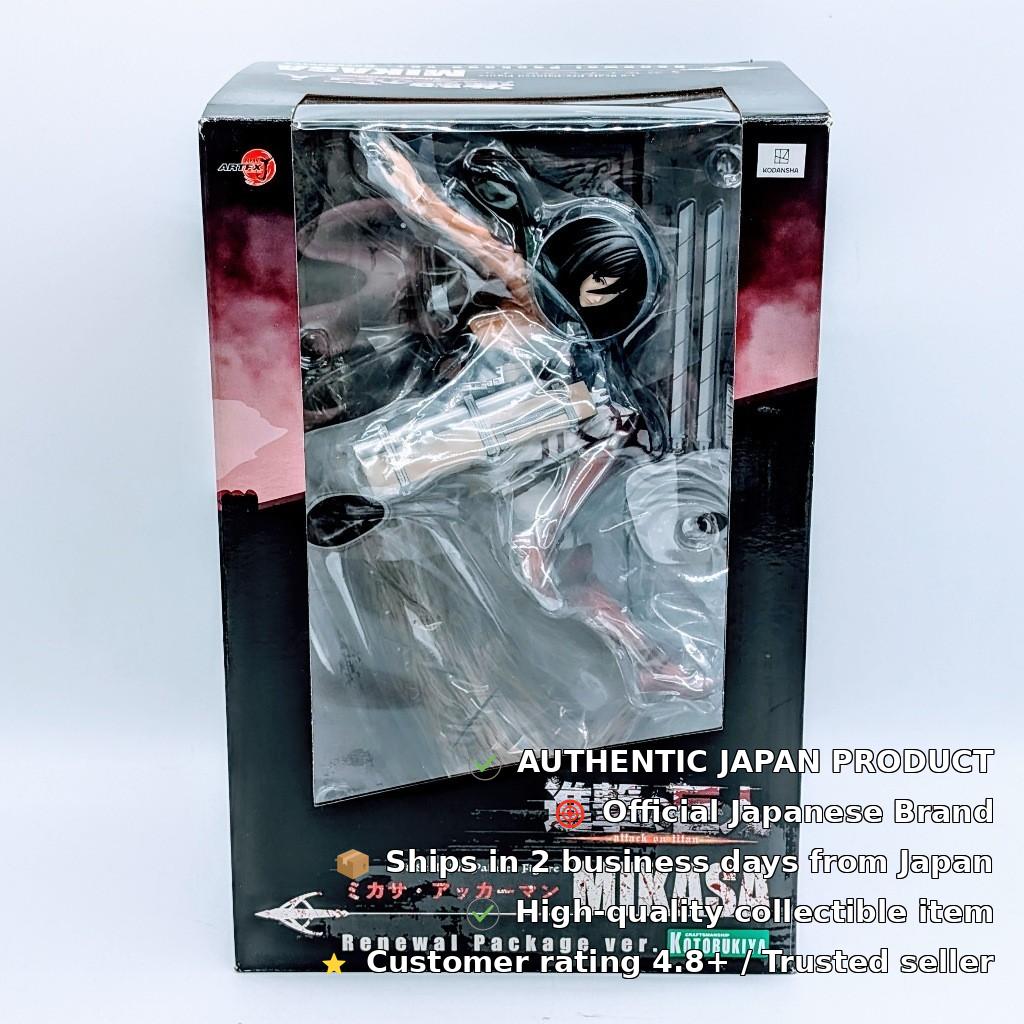 MIKASA
ARTFX J
KODANSHA
AUTHENTIC JAPAN PRODUCT
進撃の巨人
Official Japanese Brand
attack on titan
Ships in 2 business days from Japan
Figure
ミカサ・アッカーマン MIKASA
High-quality collectible item
Renewal Package ver. CRAFTSMANSHIP KOTOBUKIYA
Customer rating 4.8+ / Trusted seller